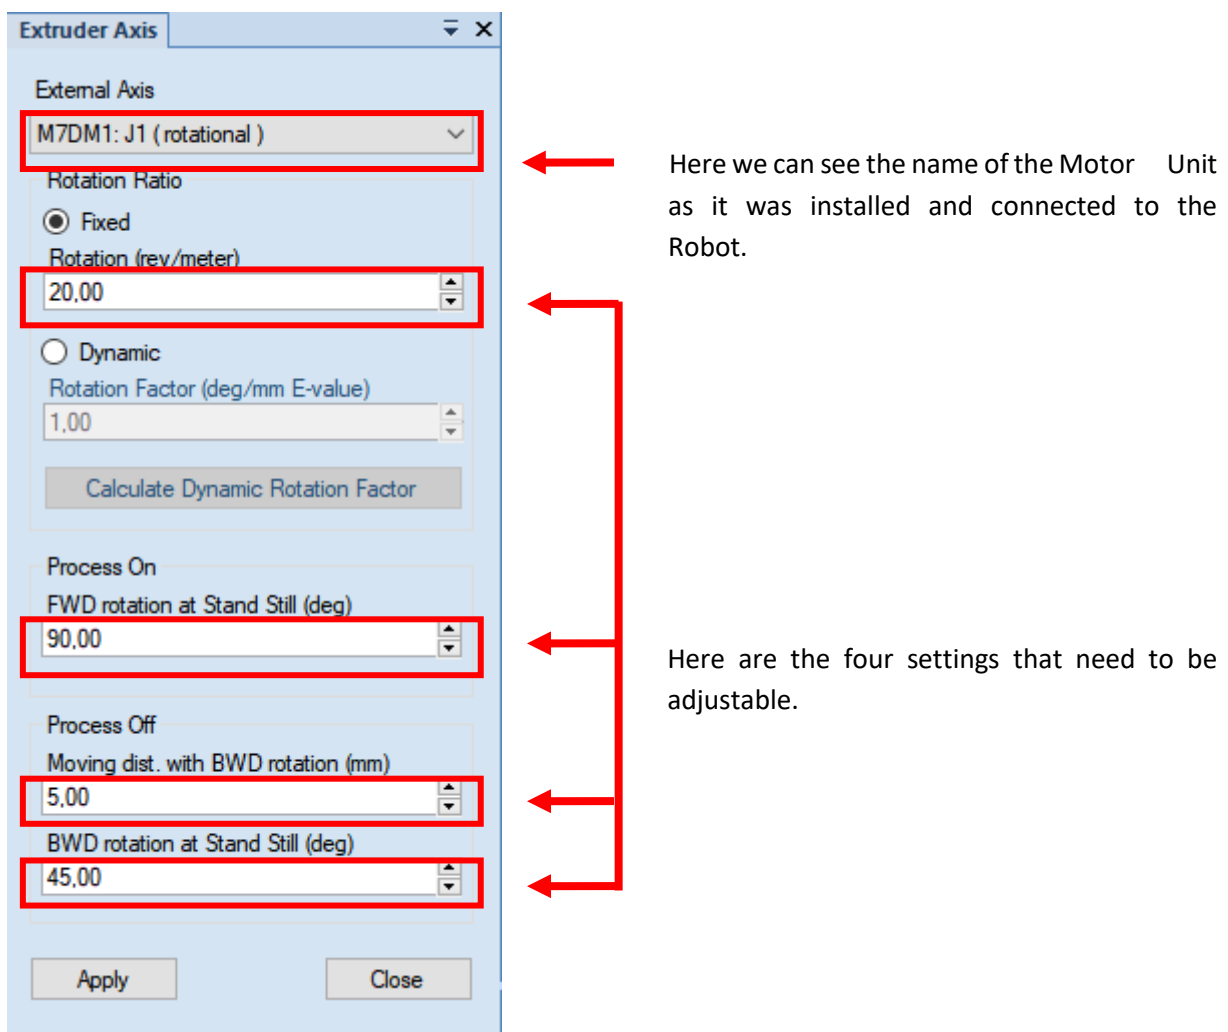 Extruder Axis
External Axis
M7DM1: J1 ( rotational )
Rotation Ratio
Fixed
Rotation (rev/meter)
20,00
Dynamic
Rotation Factor (deg/mm E-value)
1,00
Calculate Dynamic Rotation Factor
Process On
FWD rotation at Stand Still (deg)
90,00
Process Off
Moving dist. with BWD rotation (mm)
5,00
BWD rotation at Stand Still (deg)
45,00
Apply
Close
Here we can see the name of the Motor Unit
as it was installed and connected to the
Robot.
Here are the four settings that need to be
adjustable.